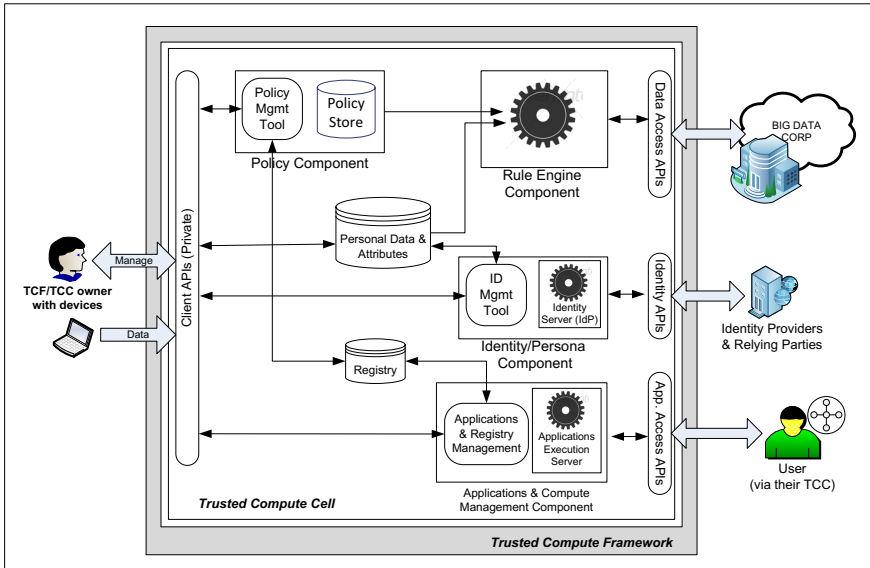 Policy
Mgmt
Tool
Policy
Store
Policy Component
Rule Engine
Component
Data Access APIs
BIG DATA
CORP
Client APIs (Private)
Personal Data &
Attributes
Manage
TCF/TCC owner
with devices
Data
ID
Mgmt
Tool
Identity
Server (IdP)
Identity/Persona
Component
Identity APIs
Identity Providers
& Relying Parties
Registry
Applications
& Registry
Management
Applications
Execution
Server
Applications & Compute
Management Component
App. Access APIs
User
(via their TCC)
Trusted Compute Cell
Trusted Compute Framework